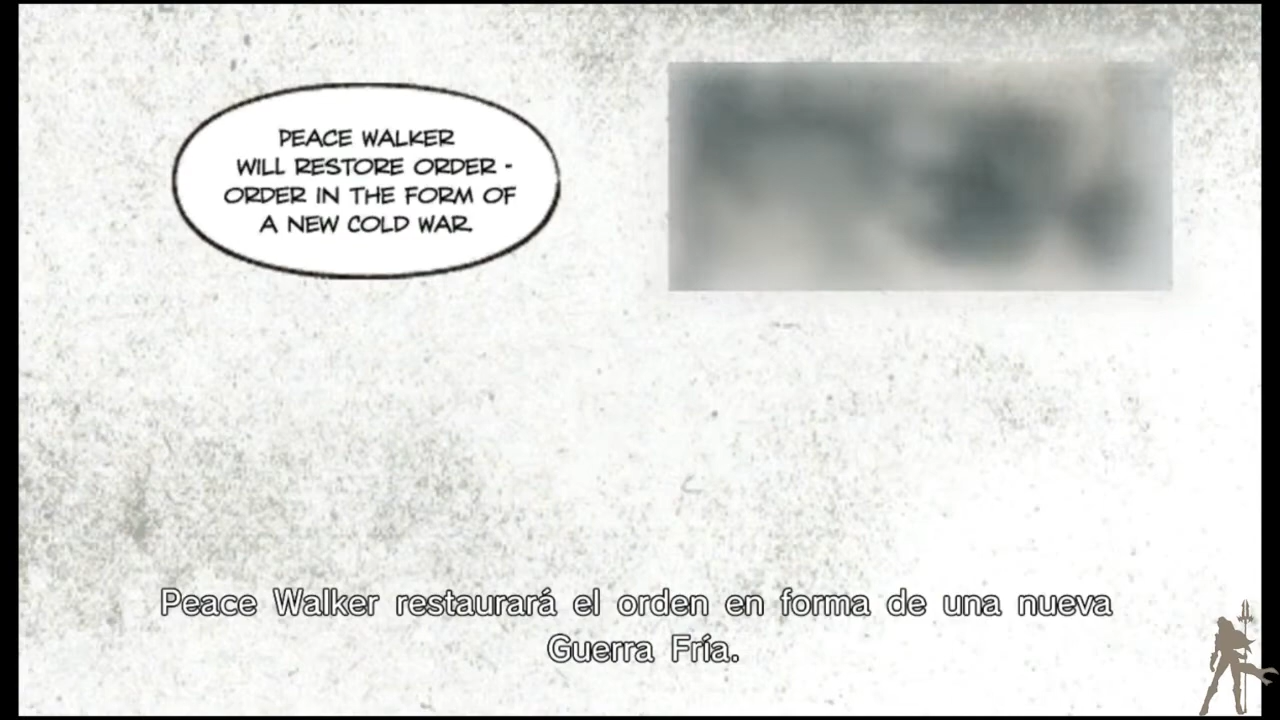 PEACE WALKER
WILL RESTORE ORDER -
ORDER IN THE FORM OF
A NEW COLD WAR.
Peace Walker restaurará el orden en forma de una nueva
Guerra Fría.